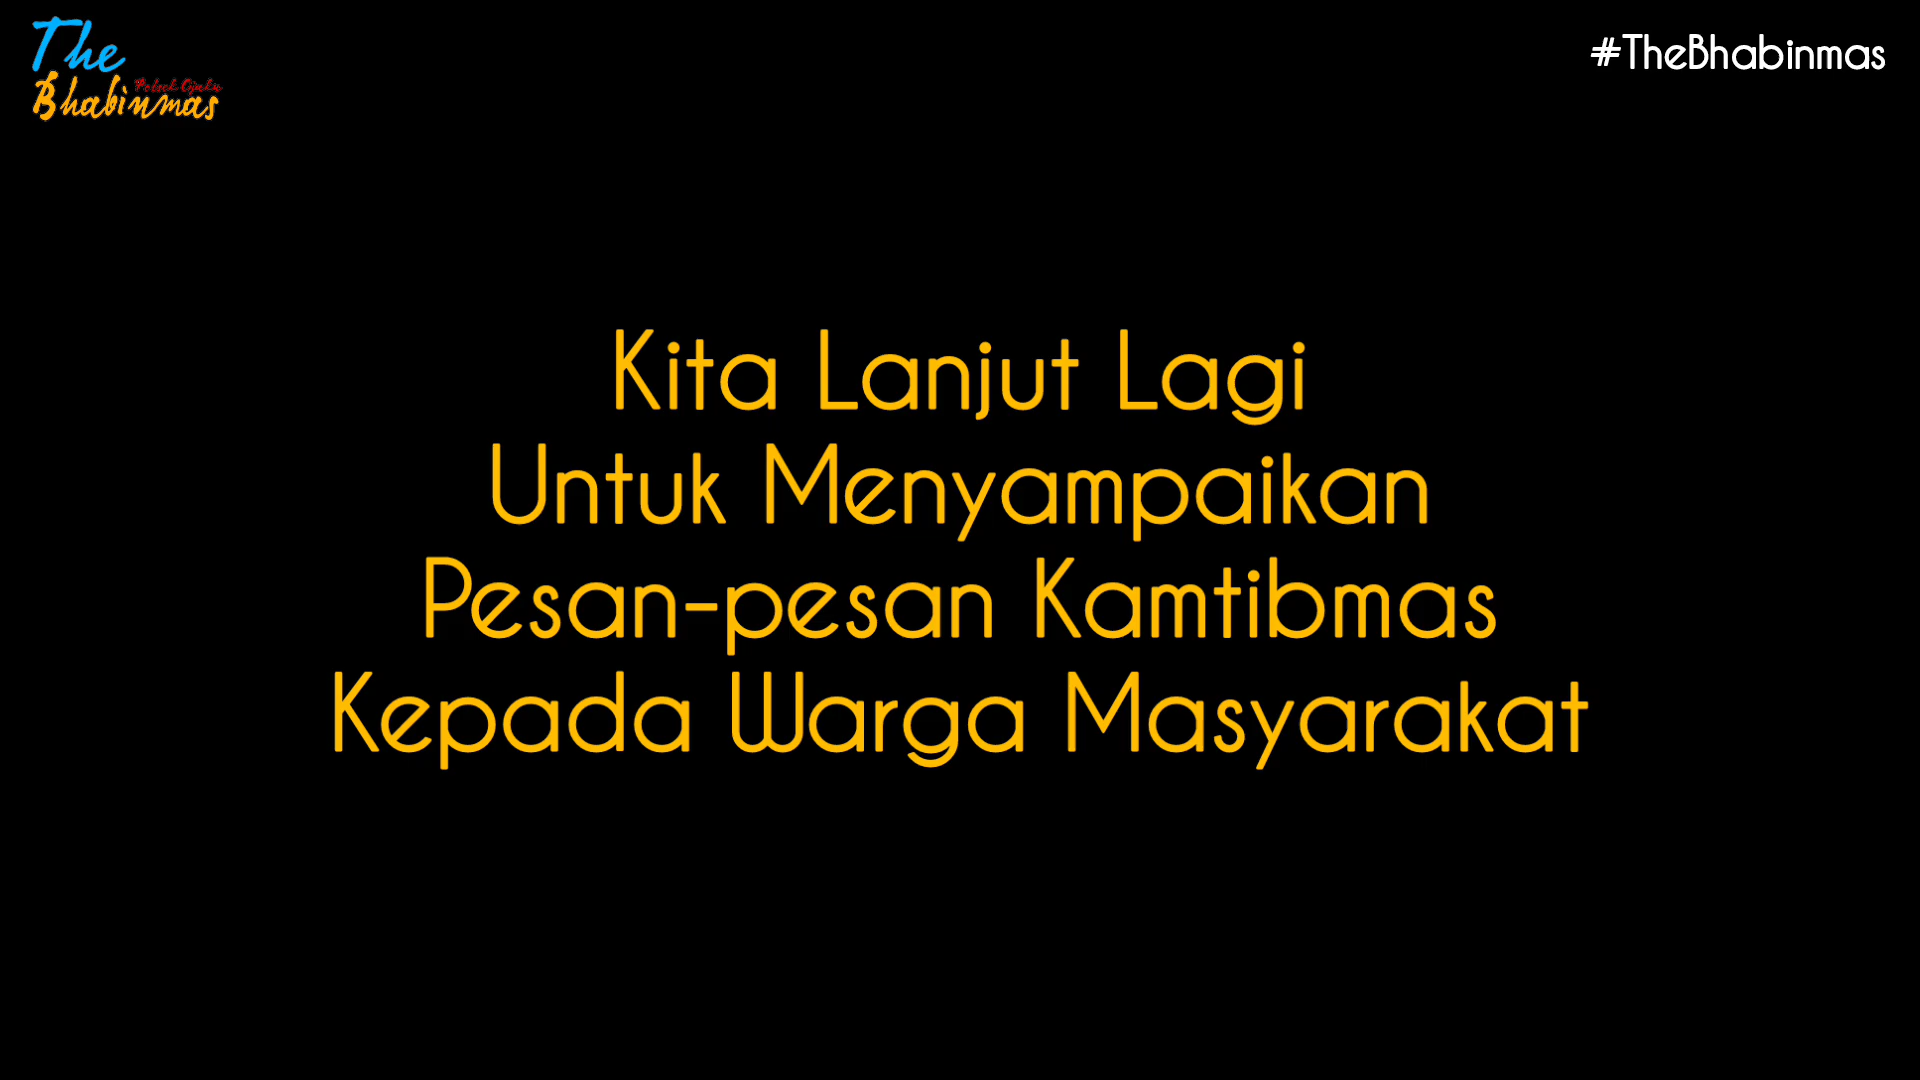 The
Bhabinmas
#TheBhabinmas
Kita Lanjut Lagi
Untuk Menyampaikan
Pesan-pesan Kamtibmas
Kepada Warga Masyarakat